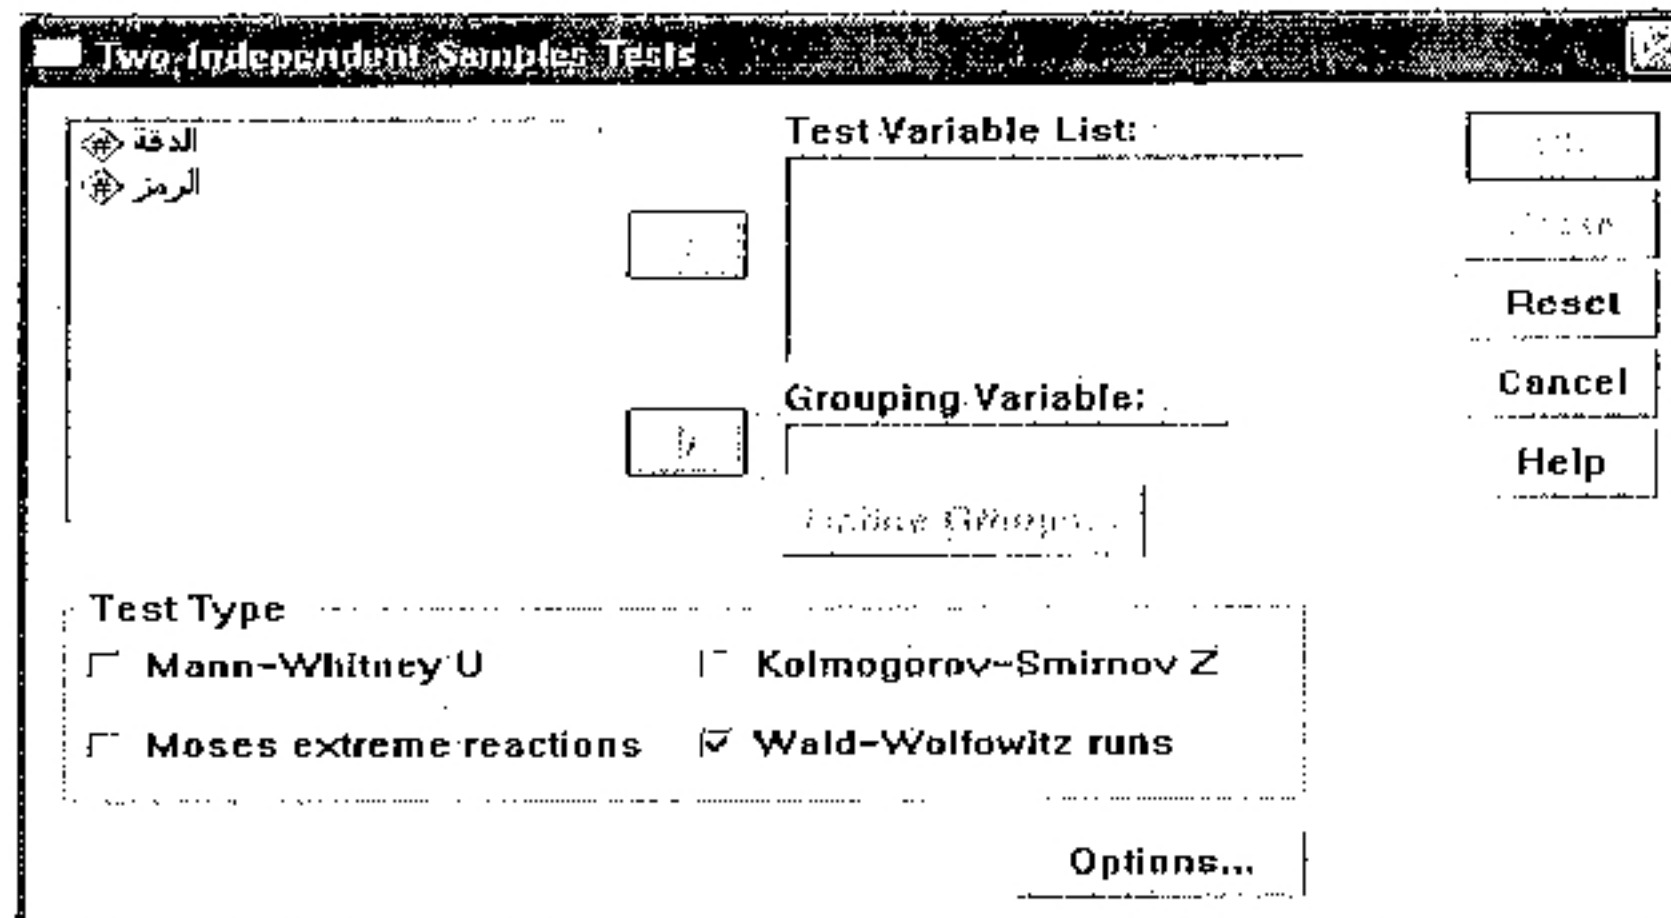 Two-Independent-Samples Tests
الدقة
الرمز
Test Variable List:
Reset
Cancel
Grouping Variable:
Help
Test Type
Mann-Whitney U
Kolmogorov-Smirnov Z
Moses extreme reactions
Wald-Wolfowitz runs
Options...